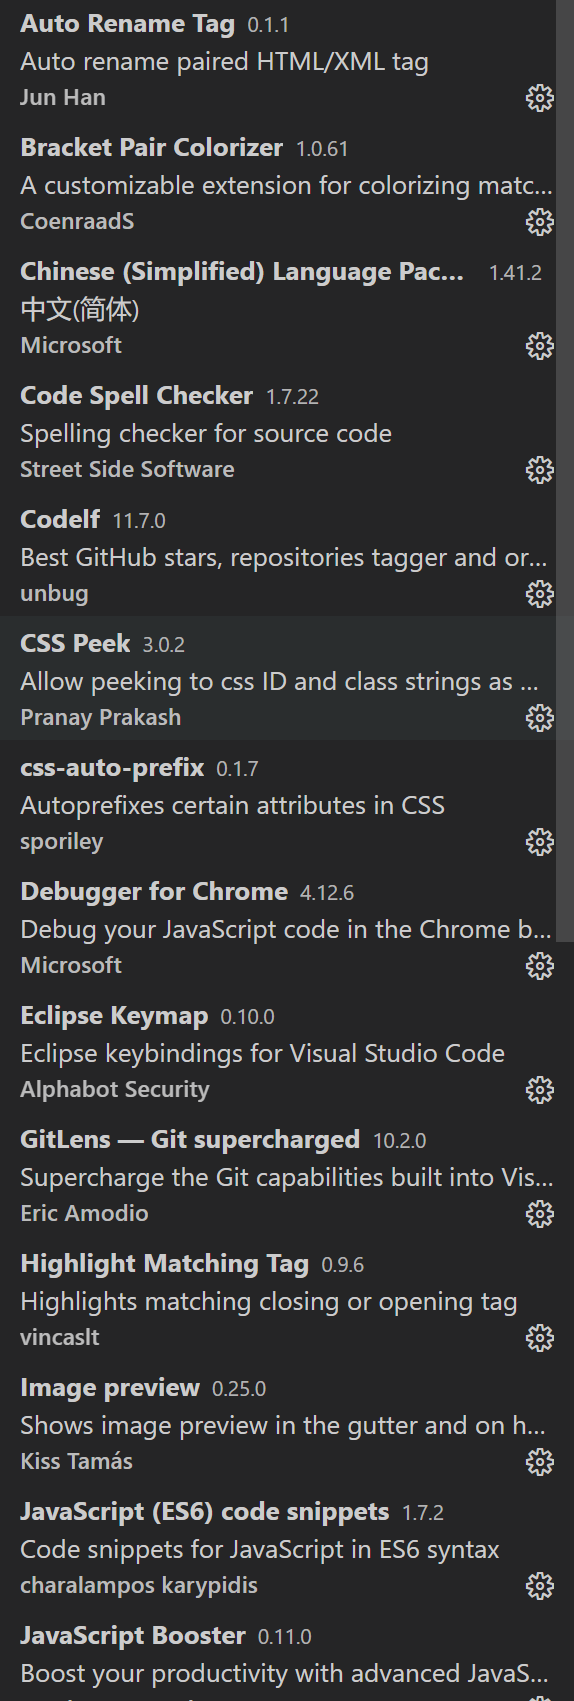 Auto Rename Tag 0.1.1
Auto rename paired HTML/XML tag
Jun Han
Bracket Pair Colorizer 1.0.61
A customizable extension for colorizing matc...
CoenraadS
Chinese (Simplified) Language Pac... 1.41.2
中文(简体)
Microsoft
Code Spell Checker 1.7.22
Spelling checker for source code
Street Side Software
Codelf 11.7.0
Best GitHub stars, repositories tagger and or...
unbug
CSS Peek 3.0.2
Allow peeking to css ID and class strings as ...
Pranay Prakash
css-auto-prefix 0.1.7
Autoprefixes certain attributes in CSS
sporiley
Debugger for Chrome 4.12.6
Debug your JavaScript code in the Chrome b...
Microsoft
Eclipse Keymap 0.10.0
Eclipse keybindings for Visual Studio Code
Alphabot Security
GitLens — Git supercharged 10.2.0
Supercharge the Git capabilities built into Vis...
Eric Amodio
Highlight Matching Tag 0.9.6
Highlights matching closing or opening tag
vincaslt
Image preview 0.25.0
Shows image preview in the gutter and on h...
Kiss Tamás
JavaScript (ES6) code snippets 1.7.2
Code snippets for JavaScript in ES6 syntax
charalampos karypidis
JavaScript Booster 0.11.0
Boost your productivity with advanced JavaS...